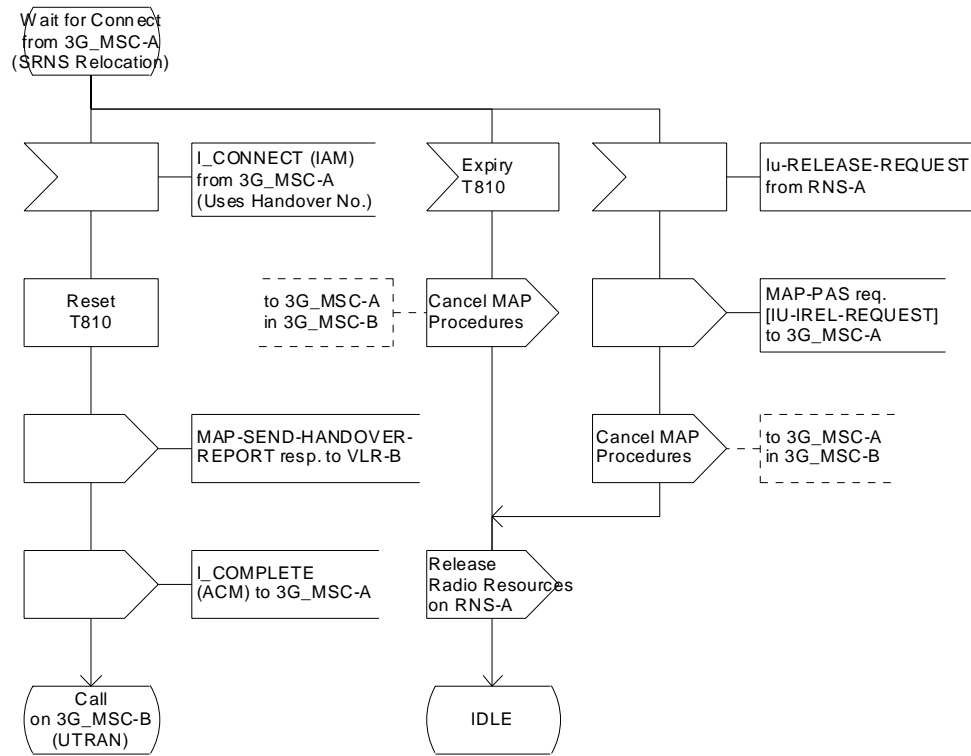 Wait for Connect
from 3G_MSC-A
(SRNS Relocation)
I_CONNECT (IAM)
from 3G_MSC-A
(Uses Handover No.)
Expiry
T810
Iu-RELEASE-REQUEST
from RNS-A
Reset
T810
to 3G_MSC-A
in 3G_MSC-B
Cancel MAP
Procedures
MAP-PAS req.
[IU-IREL-REQUEST]
to 3G_MSC-A
MAP-SEND-HANDOVER-
REPORT resp. to VLR-B
Cancel MAP
Procedures
to 3G_MSC-A
in 3G_MSC-B
I_COMPLETE
(ACM) to 3G_MSC-A
Release
Radio Resources
on RNS-A
Call
on 3G_MSC-B
(UTRAN)
IDLE